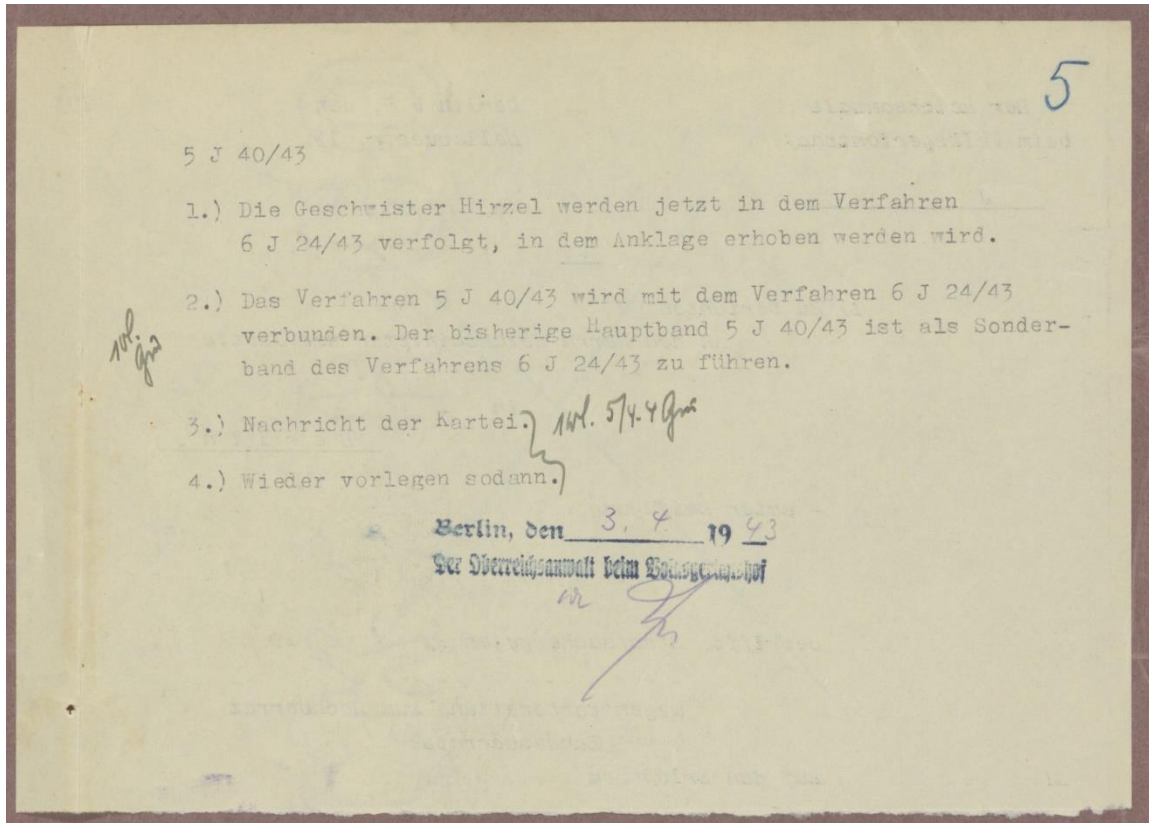 5
5 J 40/43
1.) Die Geschwister Hirzel werden jetzt in dem Verfahren
6 J 24/43 verfolgt, in dem Anklage erhoben werden wird.
2.) Das Verfahren 5 J 40/43 wird mit dem Verfahren 6 J 24/43
verbunden. Der bisherige Hauptband 5 J 40/43 ist als Sonder-
band des Verfahrens 6 J 24/43 zu führen.
3.) Nachricht der Kartei. 5/4.
4.) Wieder vorlegen sodann.
Berlin, den 3. 4. 1943
Der Oberreichsanwalt beim Volksgerichtshof